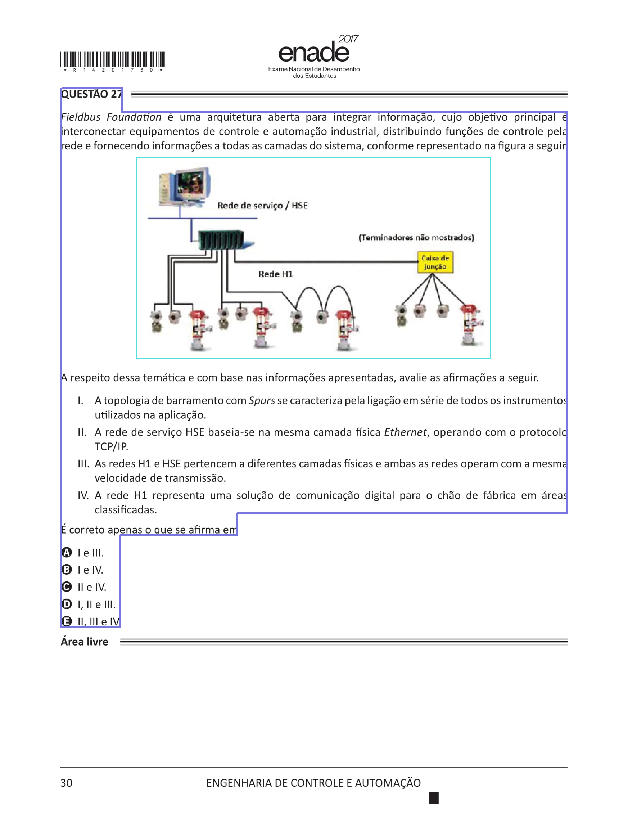 *R1420173 0*
enade
2017
Exame Nacional de Desempenho
dos Estudantes
QUESTÃO 27
Fieldbus Foundation é uma arquitetura aberta para integrar informação, cujo objetivo principal é
interconectar equipamentos de controle e automação industrial, distribuindo funções de controle pela
rede e fornecendo informações a todas as camadas do sistema, conforme representado na figura a seguir
Rede de serviço / HSE
(Terminadores não mostrados)
Caixa de
junção
Rede H1
A respeito dessa temática e com base nas informações apresentadas, avalie as afirmações a seguir.
I. A topologia de barramento com Spurs se caracteriza pela ligação em série de todos os instrumentos
utilizados na aplicação.
II. A rede de serviço HSE baseia-se na mesma camada física Ethernet, operando com o protocolo
TCP/IP.
III. As redes H1 e HSE pertencem a diferentes camadas físicas e ambas as redes operam com a mesma
velocidade de transmissão.
IV. A rede H1 representa uma solução de comunicação digital para o chão de fábrica em áreas
classificadas.
É correto apenas o que se afirma em
A I e III.
B I e IV.
C II e IV.
D I, II e III.
E II, III e IV
Área livre
30
ENGENHARIA DE CONTROLE E AUTOMAÇÃO